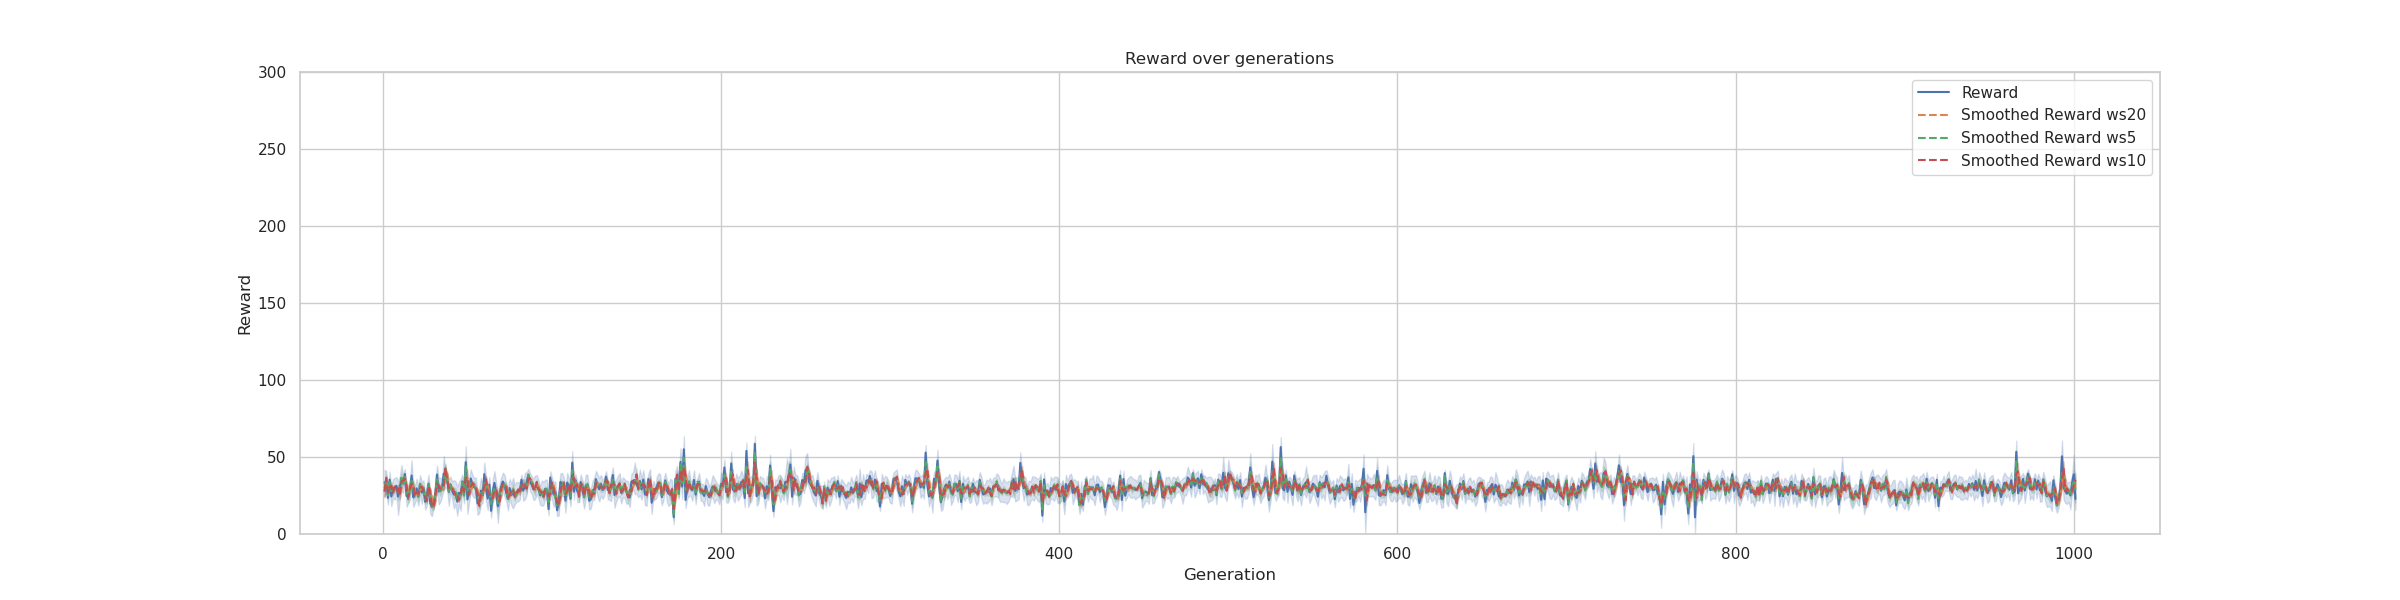 Reward over generations
300
250
200
150
100
50
0
Reward
0 200 400 600 800 1000
Generation
Reward
Smoothed Reward ws20
Smoothed Reward ws5
Smoothed Reward ws10